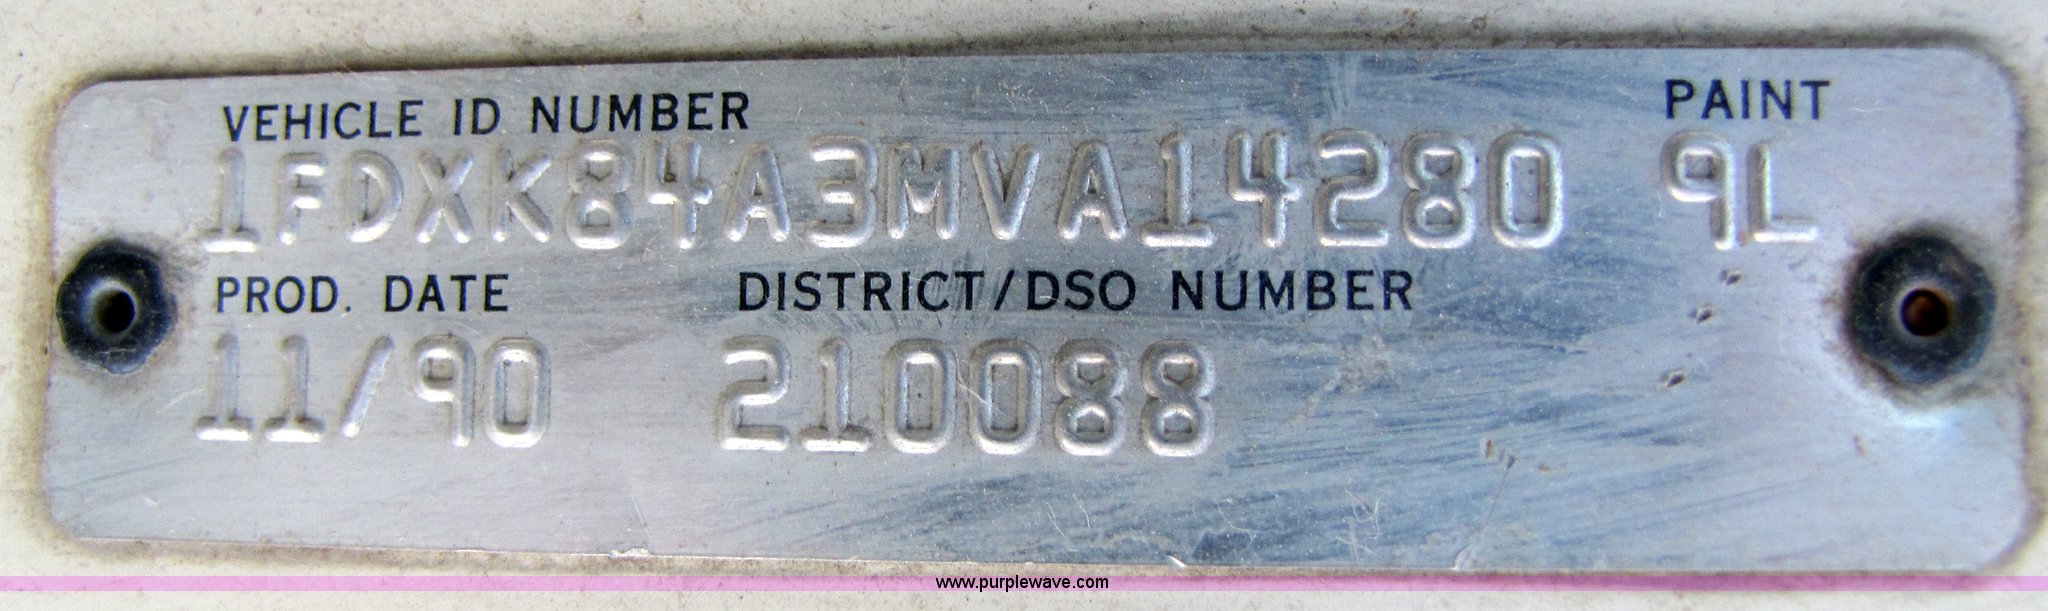 VEHICLE ID NUMBER PAINT
1FDXK84A3MVA14280 9L
PROD. DATE DISTRICT/DSO NUMBER
11/90 210088
www.purplewave.com